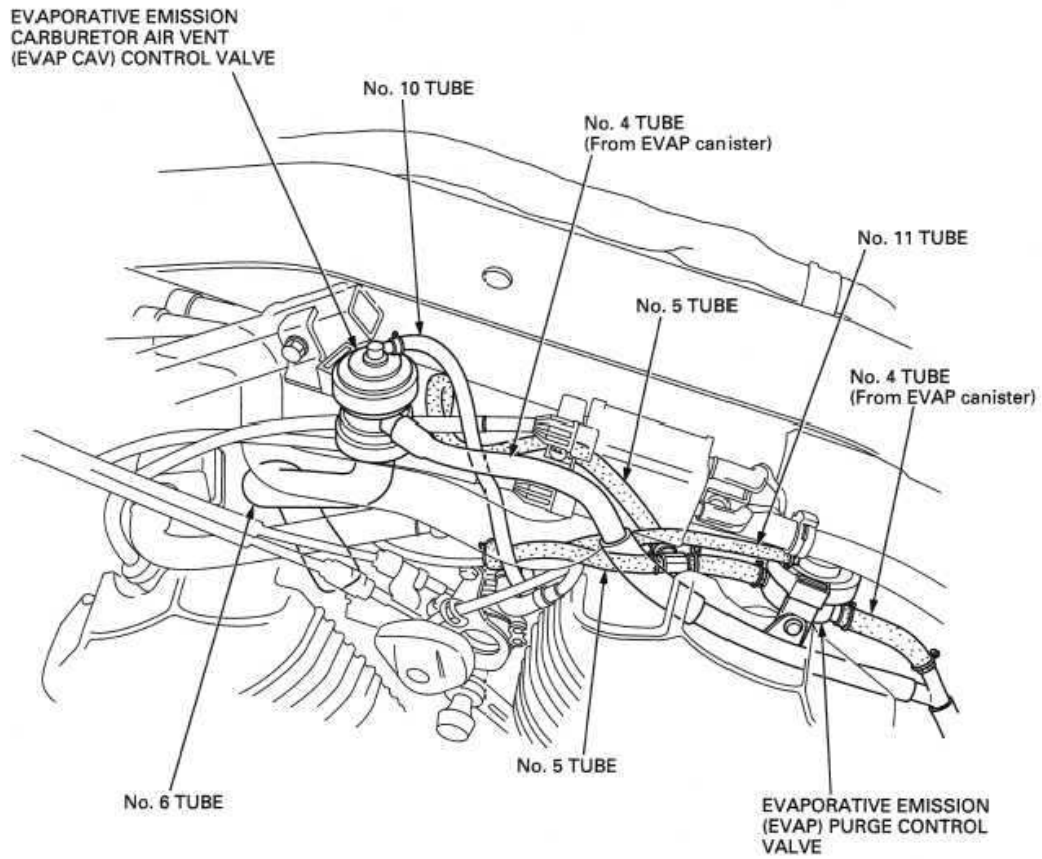 EVAPORATIVE EMISSION
CARBURETOR AIR VENT
(EVAP CAV) CONTROL VALVE
No. 10 TUBE
No. 4 TUBE
(From EVAP canister)
No. 11 TUBE
No. 5 TUBE
No. 4 TUBE
(From EVAP canister)
No. 5 TUBE
No. 6 TUBE
EVAPORATIVE EMISSION
(EVAP) PURGE CONTROL
VALVE